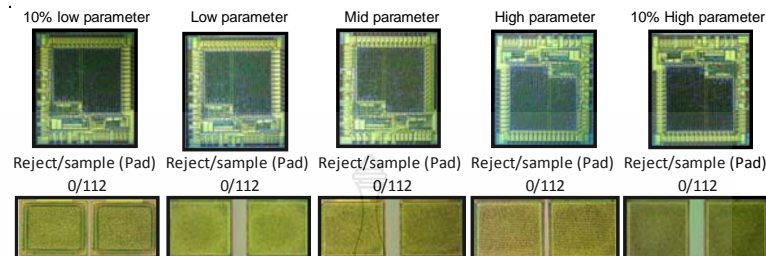 10% low parameter Low parameter Mid parameter High parameter 10% High parameter
Reject/sample (Pad) Reject/sample (Pad) Reject/sample (Pad) Reject/sample (Pad) Reject/sample (Pad)
0/112 0/112 0/112 0/112 0/112